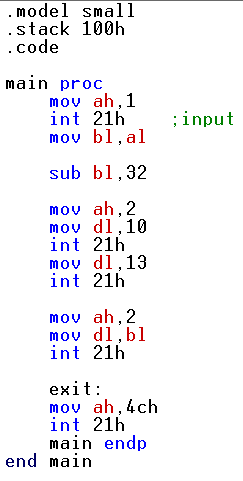 .model small
.stack 100h
.code
main proc
mov ah,1
int 21h ;input
mov bl,al
sub bl,32
mov ah,2
mov dl,10
int 21h
mov dl,13
int 21h
mov ah,2
mov dl,bl
int 21h
exit:
mov ah,4ch
int 21h
main endp
end main